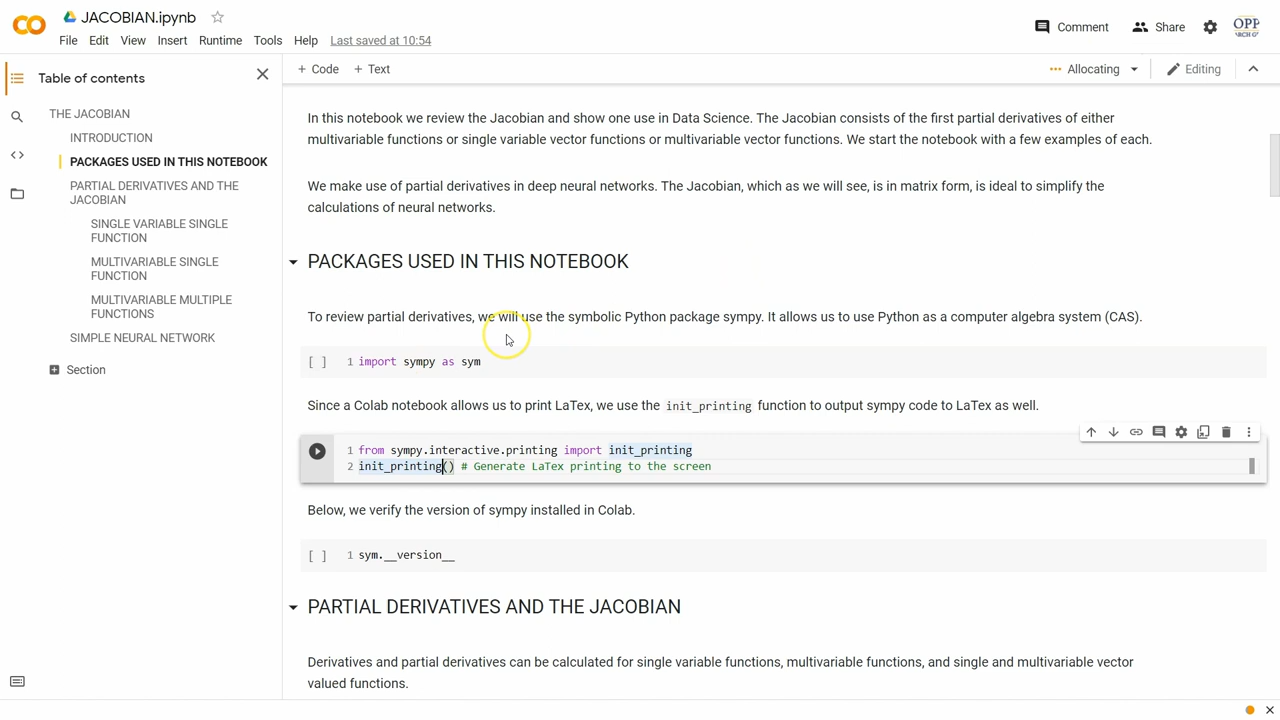 JACOBIAN.ipynb
File Edit View Insert Runtime Tools Help Last saved at 10:54
Comment Share
OPP
RCH G
Table of contents
THE JACOBIAN
INTRODUCTION
PACKAGES USED IN THIS NOTEBOOK
PARTIAL DERIVATIVES AND THE
JACOBIAN
SINGLE VARIABLE SINGLE
FUNCTION
MULTIVARIABLE SINGLE
FUNCTION
MULTIVARIABLE MULTIPLE
FUNCTIONS
SIMPLE NEURAL NETWORK
Section
+ Code + Text
Allocating Editing
In this notebook we review the Jacobian and show one use in Data Science. The Jacobian consists of the first partial derivatives of either
multivariable functions or single variable vector functions or multivariable vector functions. We start the notebook with a few examples of each.
We make use of partial derivatives in deep neural networks. The Jacobian, which as we will see, is in matrix form, is ideal to simplify the
calculations of neural networks.
PACKAGES USED IN THIS NOTEBOOK
To review partial derivatives, we will use the symbolic Python package sympy. It allows us to use Python as a computer algebra system (CAS).
[ ] 1 import sympy as sym
Since a Colab notebook allows us to print LaTex, we use the init_printing function to output sympy code to LaTex as well.
1 from sympy.interactive.printing import init_printing
2 init_printing() # Generate LaTex printing to the screen
Below, we verify the version of sympy installed in Colab.
[ ] 1 sym.__version__
PARTIAL DERIVATIVES AND THE JACOBIAN
Derivatives and partial derivatives can be calculated for single variable functions, multivariable functions, and single and multivariable vector
valued functions.